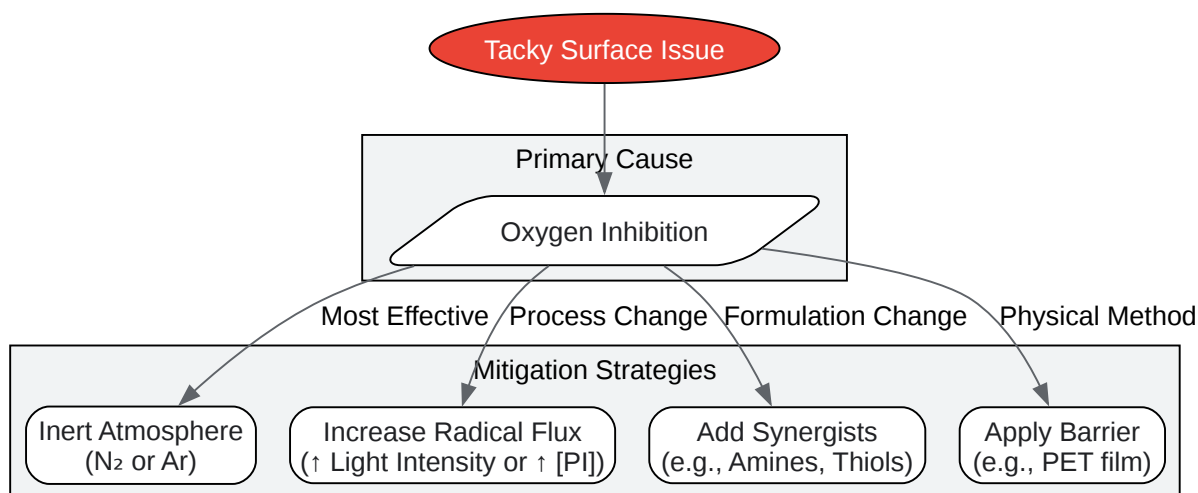 Tacky Surface Issue
Primary Cause
Oxygen Inhibition
Most Effective
Process Change
Formulation Change
Physical Method
Mitigation Strategies
Inert Atmosphere
(N₂ or Ar)
Increase Radical Flux
(↑ Light Intensity or ↑ [PI])
Add Synergists
(e.g., Amines, Thiols)
Apply Barrier
(e.g., PET film)